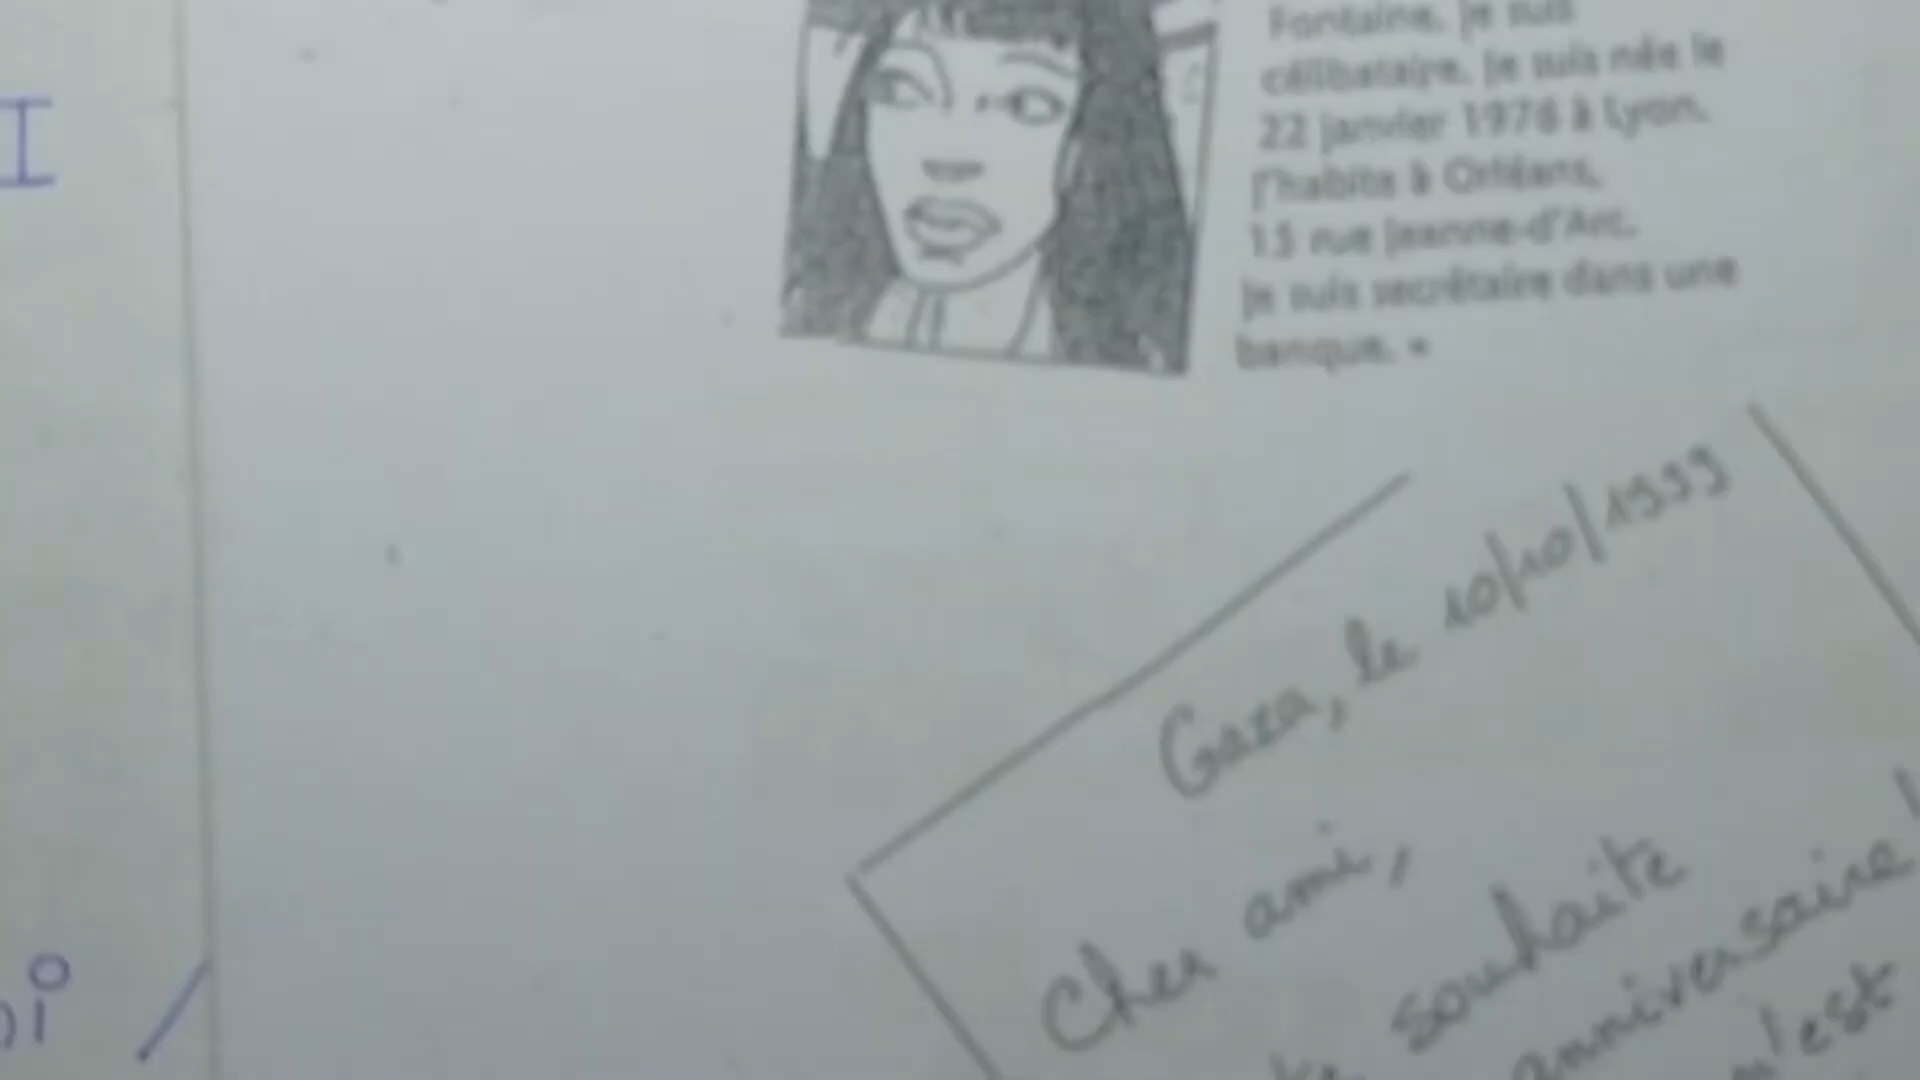 I
Fontaine. Je suis
célibataire. Je suis née le
22 janvier 1976 à Lyon.
J'habite à Orléans,
15 rue Jeanne-d'Arc.
Je suis secrétaire dans une
banque. »
Gaza, le 10/10/1999
Cher ami,
souhaite
anniversaire!
n'est
i /